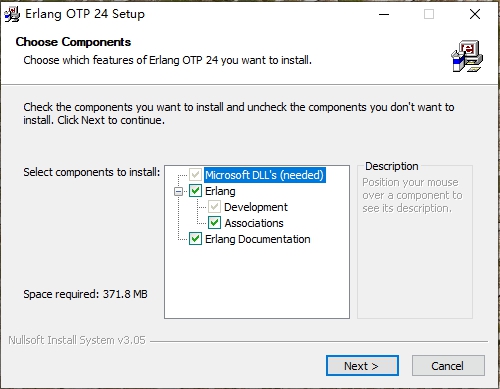 Erlang OTP 24 Setup
Choose Components
Choose which features of Erlang OTP 24 you want to install.
Check the components you want to install and uncheck the components you don't want to
install. Click Next to continue.
Select components to install:
Microsoft DLL's (needed)
Erlang
Development
Associations
Erlang Documentation
Description
Position your mouse
over a component to
see its description.
Space required: 371.8 MB
Nullsoft Install System v3.05
Next >
Cancel